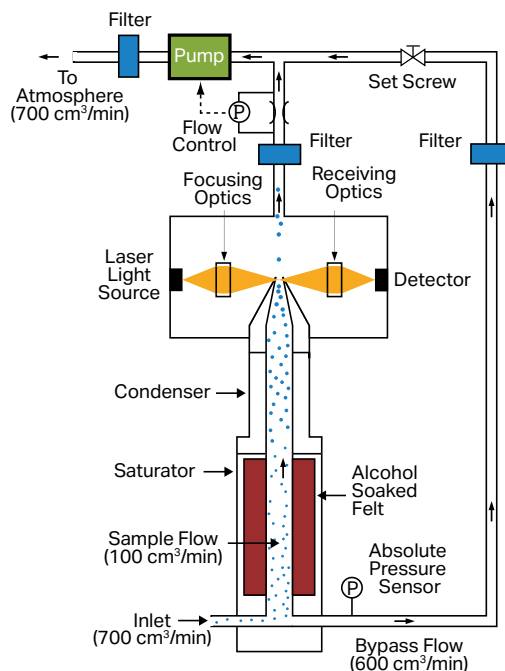 Filter
Pump
To
Atmosphere
(700 cm³/min)
Set Screw
P
Flow
Control
Filter
Filter
Focusing
Optics
Receiving
Optics
Laser
Light
Source
Detector
Condenser
Saturator
Alcohol
Soaked
Felt
Sample Flow
(100 cm³/min)
Absolute
Pressure
Sensor
P
Inlet
(700 cm³/min)
Bypass Flow
(600 cm³/min)